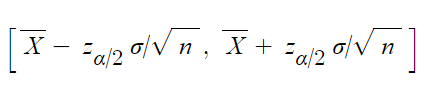 [ X̅ − z_{α/2} σ/√n , X̅ + z_{α/2} σ/√n ]